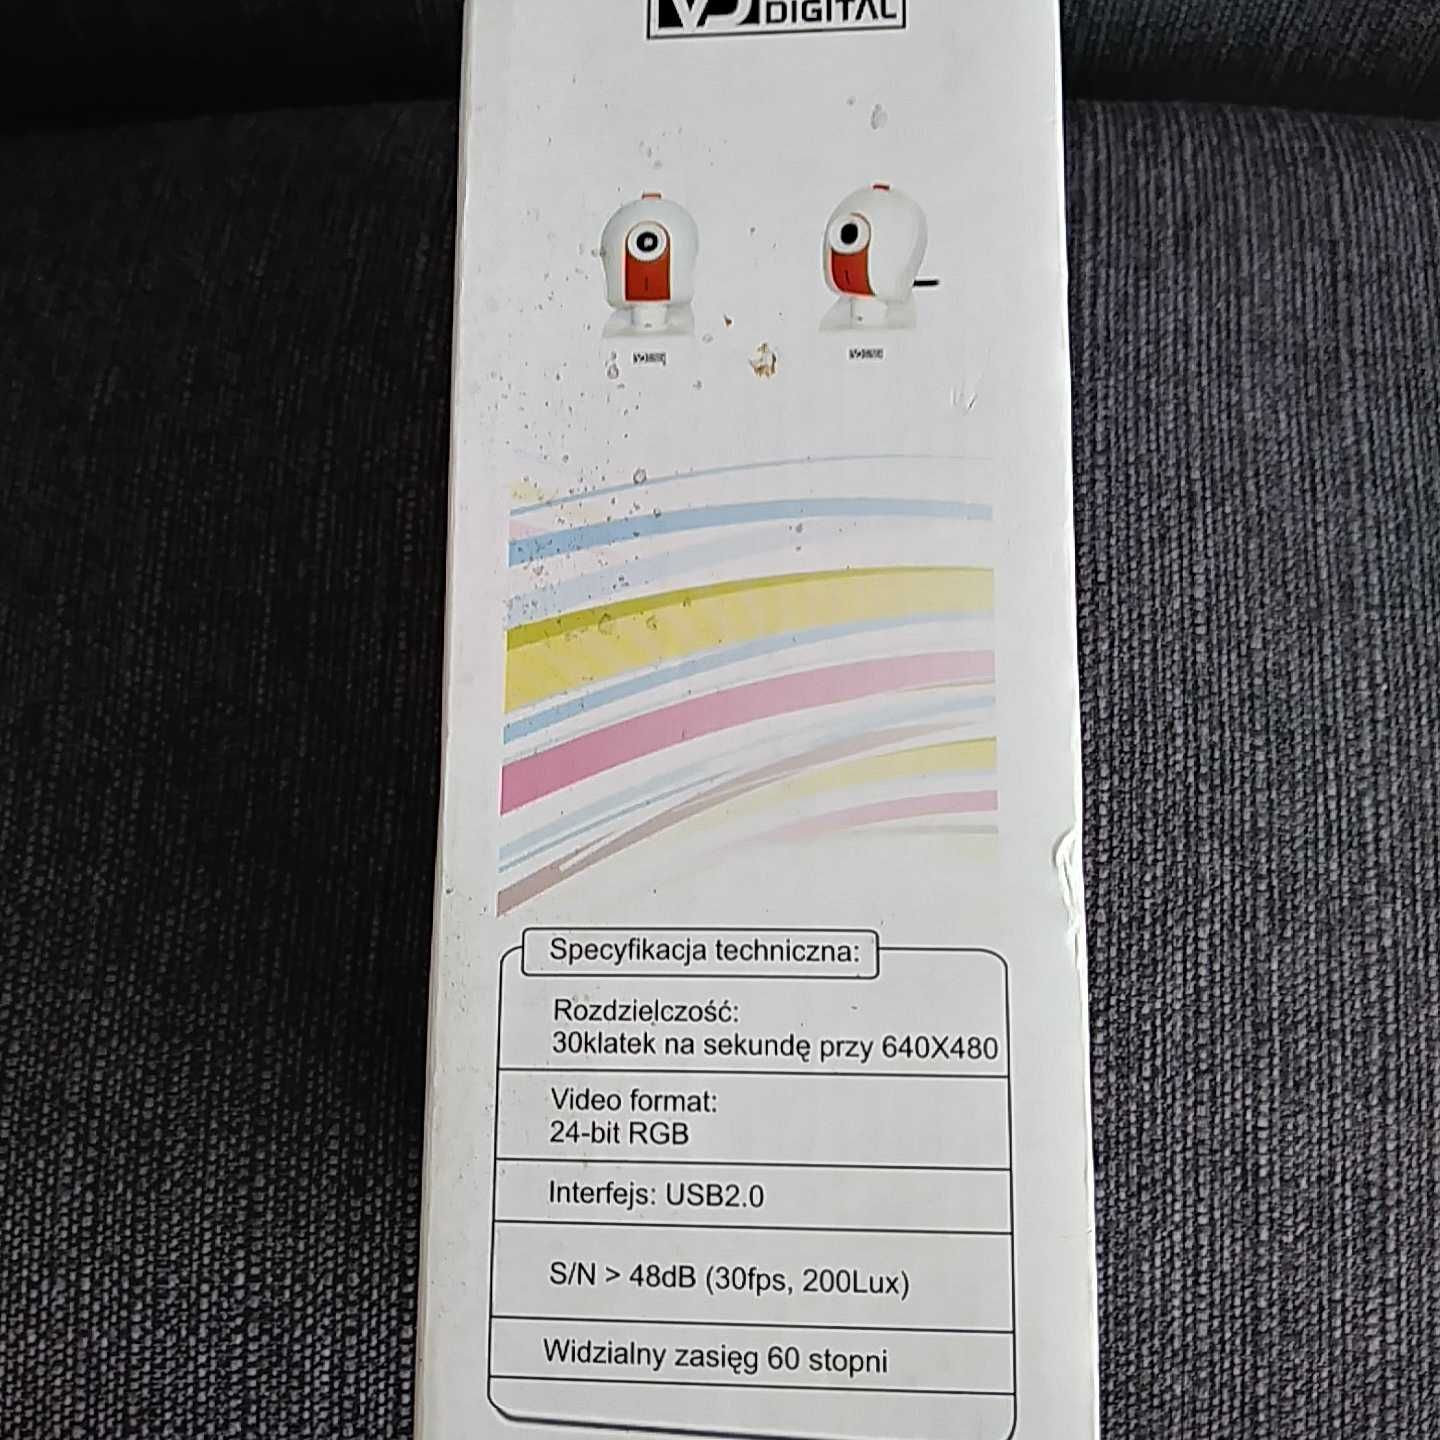 DIGITAL
Specyfikacja techniczna:
Rozdzielczość:
30klatek na sekundę przy 640X480
Video format:
24-bit RGB
Interfejs: USB2.0
S/N > 48dB (30fps, 200Lux)
Widzialny zasięg 60 stopni